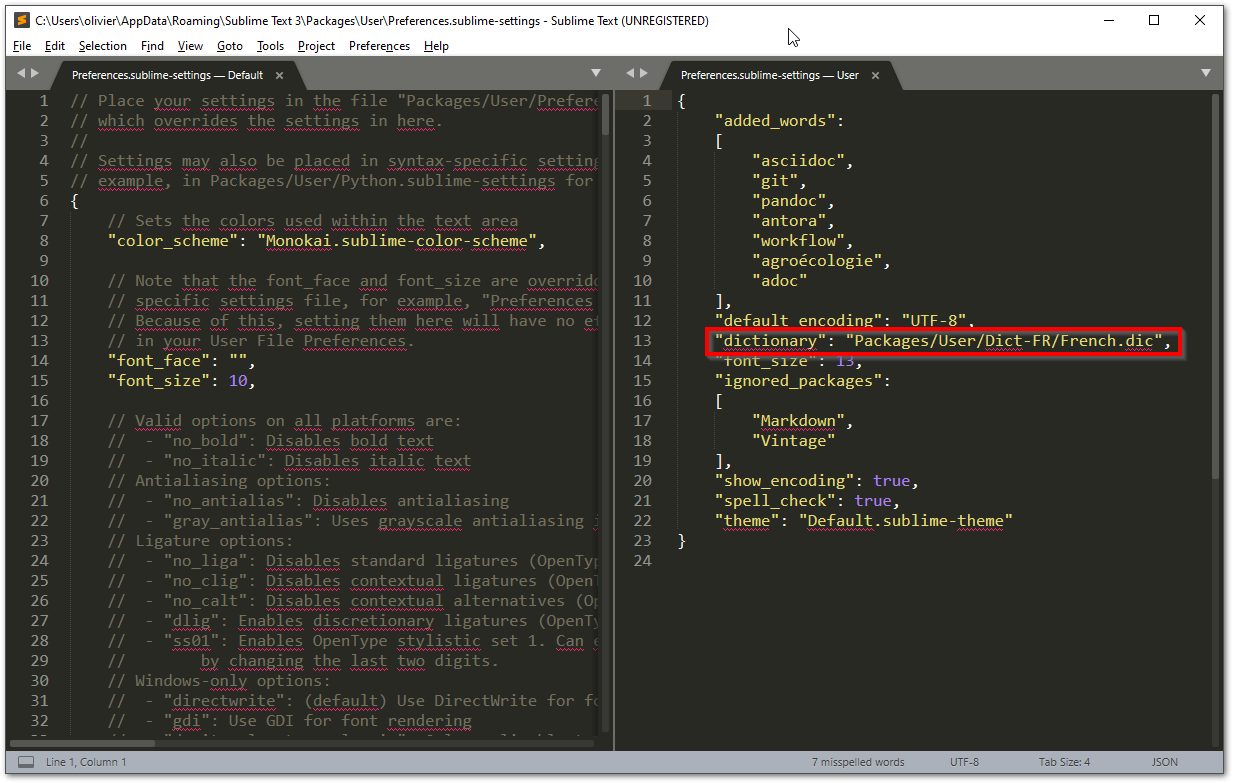 C:\Users\olivier\AppData\Roaming\Sublime Text 3\Packages\User\Preferences.sublime-settings - Sublime Text (UNREGISTERED)
File Edit Selection Find View Goto Tools Project Preferences Help
Preferences.sublime-settings — Default
1 // Place your settings in the file "Packages/User/Prefere
2 // which overrides the settings in here.
3 //
4 // Settings may also be placed in syntax-specific setting
5 // example, in Packages/User/Python.sublime-settings for
6 {
7 // Sets the colors used within the text area
8 "color_scheme": "Monokai.sublime-color-scheme",
9
10 // Note that the font_face and font_size are overrid
11 // specific settings file, for example, "Preferences
12 // Because of this, setting them here will have no e
13 // in your User File Preferences.
14 "font_face": "",
15 "font_size": 10,
16
17 // Valid options on all platforms are:
18 //  - "no_bold": Disables bold text
19 //  - "no_italic": Disables italic text
20 // Antialiasing options:
21 //  - "no_antialias": Disables antialiasing
22 //  - "gray_antialias": Uses grayscale antialiasing
23 // Ligature options:
24 //  - "no_liga": Disables standard ligatures (OpenTyp
25 //  - "no_clig": Disables contextual ligatures (OpenT
26 //  - "no_calt": Disables contextual alternatives (Op
27 //  - "dlig": Enables discretionary ligatures (OpenTy
28 //  - "ss01": Enables OpenType stylistic set 1. Can
29 //       by changing the last two digits.
30 // Windows-only options:
31 //  - "directwrite": (default) Use DirectWrite for fo
32 //  - "gdi": Use GDI for font rendering
Preferences.sublime-settings — User
1 {
2 "added_words":
3 [
4 "asciidoc",
5 "git",
6 "pandoc",
7 "antora",
8 "workflow",
9 "agroécologie",
10 "adoc"
11 ],
12 "default_encoding": "UTF-8",
13 "dictionary": "Packages/User/Dict-FR/French.dic",
14 "font_size": 13,
15 "ignored_packages":
16 [
17 "Markdown",
18 "Vintage"
19 ],
20 "show_encoding": true,
21 "spell_check": true,
22 "theme": "Default.sublime-theme"
23 }
24
Line 1, Column 1
7 misspelled words
UTF-8
Tab Size: 4
JSON